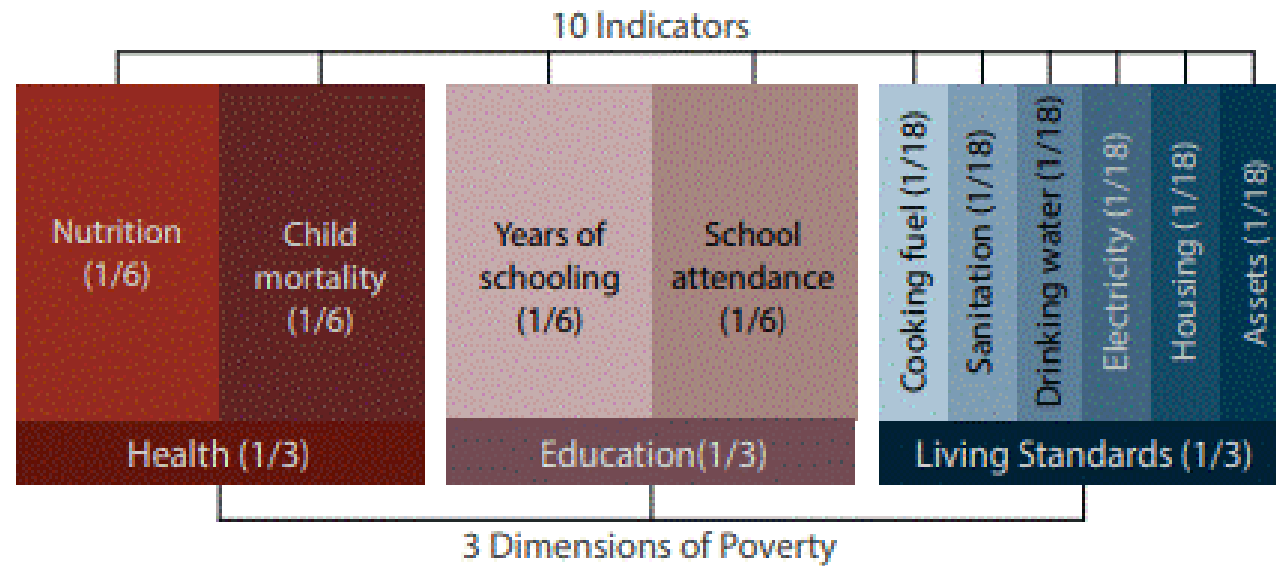 10 Indicators
Nutrition
(1/6)
Child
mortality
(1/6)
Years of
schooling
(1/6)
School
attendance
(1/6)
Cooking fuel (1/18)
Sanitation (1/18)
Drinking water (1/18)
Electricity (1/18)
Housing (1/18)
Assets (1/18)
Health (1/3)
Education(1/3)
Living Standards (1/3)
3 Dimensions of Poverty